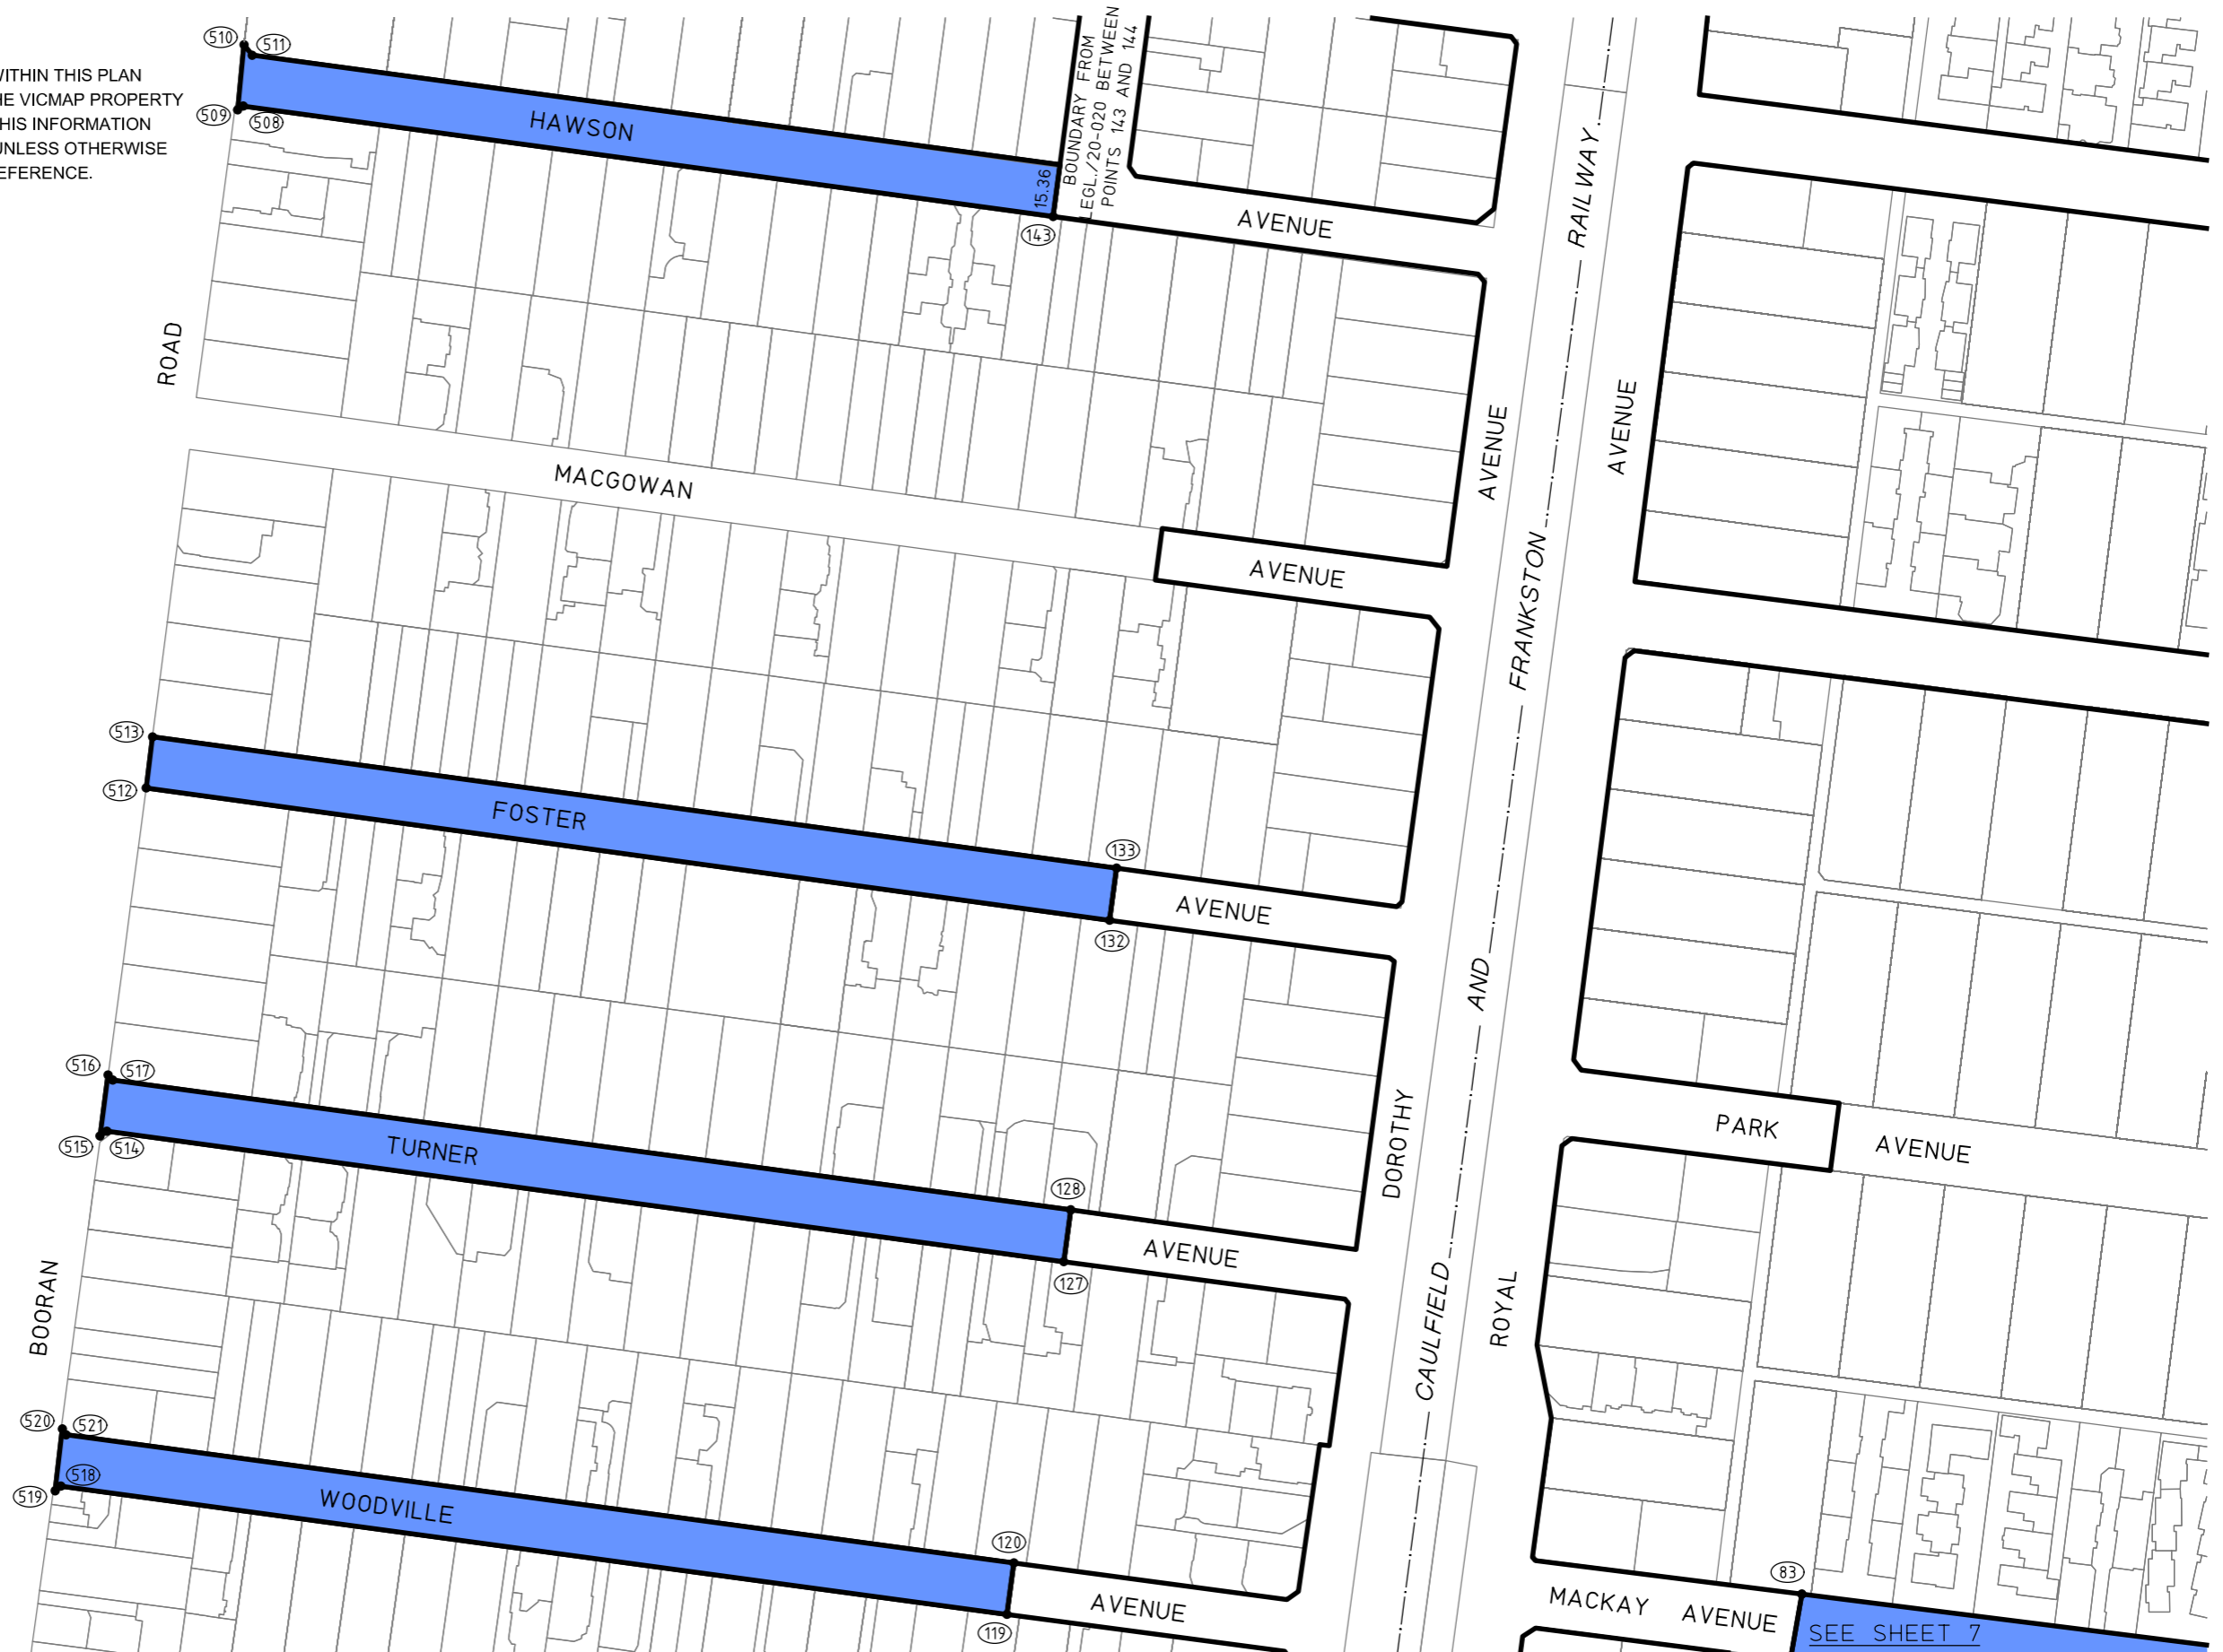 510
511
WITHIN THIS PLAN
HE VICMAP PROPERTY
HIS INFORMATION
UNLESS OTHERWISE
EFERENCE.
509
508
HAWSON
15.36
BOUNDARY FROM
LEGL./20-020 BETWEEN
POINTS 143 AND 144
143
AVENUE
RAILWAY
ROAD
AVENUE
AVENUE
MACGOWAN
AVENUE
FRANKSTON
513
512
FOSTER
133
AVENUE
132
AND
516
517
515
514
TURNER
128
AVENUE
127
DOROTHY
PARK
AVENUE
BOORAN
CAULFIELD
ROYAL
520
521
518
519
WOODVILLE
120
AVENUE
119
83
MACKAY AVENUE
SEE SHEET 7